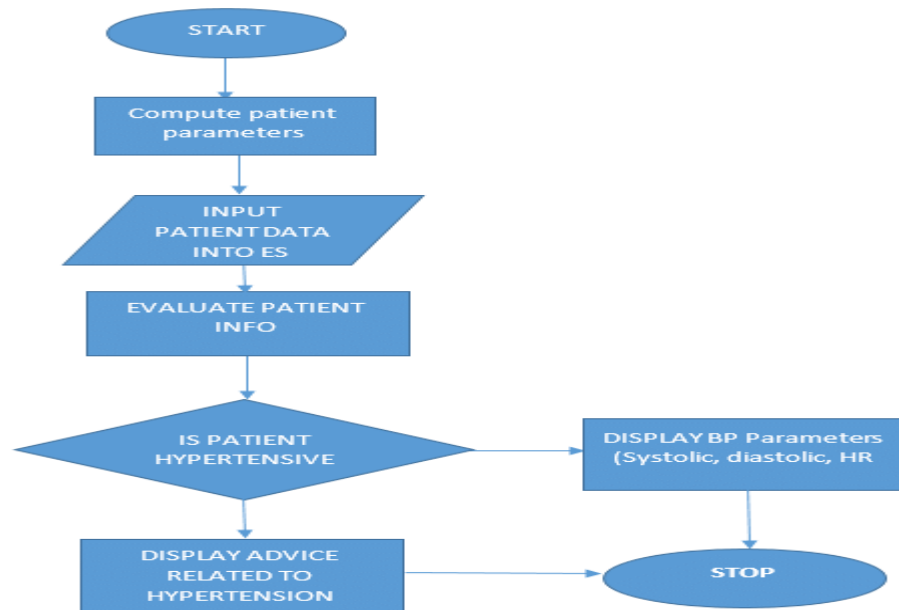 START
Compute patient
parameters
INPUT
PATIENT DATA
INTO ES
EVALUATE PATIENT
INFO
IS PATIENT
HYPERTENSIVE
DISPLAY BP Parameters
(Systolic, diastolic, HR
DISPLAY ADVICE
RELATED TO
HYPERTENSION
STOP